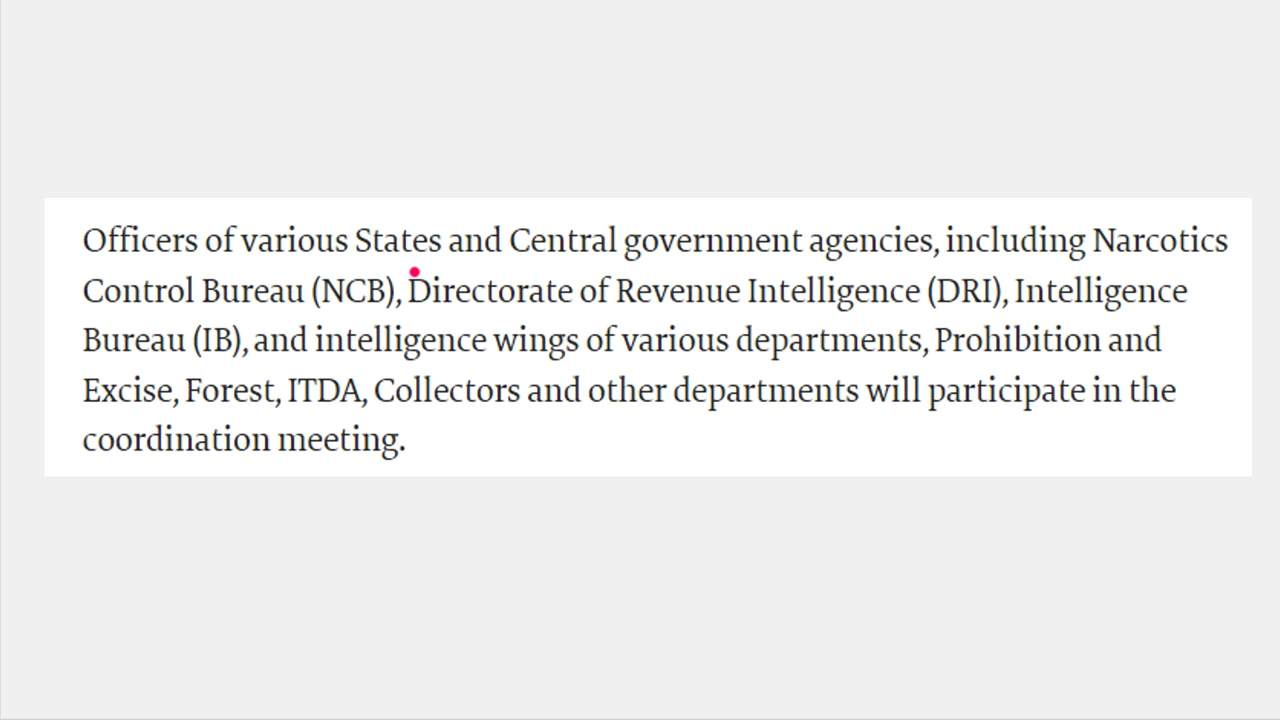 Officers of various States and Central government agencies, including Narcotics
Control Bureau (NCB), Directorate of Revenue Intelligence (DRI), Intelligence
Bureau (IB), and intelligence wings of various departments, Prohibition and
Excise, Forest, ITDA, Collectors and other departments will participate in the
coordination meeting.